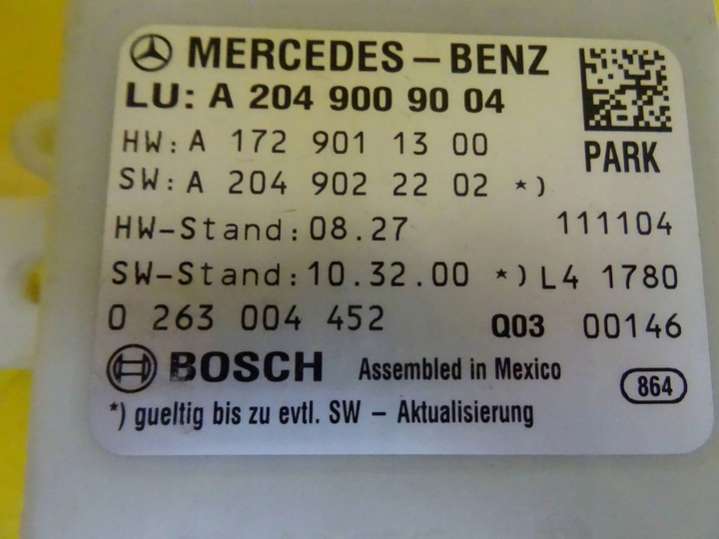 MERCEDES-BENZ
LU: A 204 900 90 04
HW: A 172 901 13 00
PARK
SW: A 204 902 22 02 *)
HW-Stand: 08.27 111104
SW-Stand: 10.32.00 *) L4 1780
0 263 004 452 Q03 00146
BOSCH Assembled in Mexico 864
*) gueltig bis zu evtl. SW - Aktualisierung